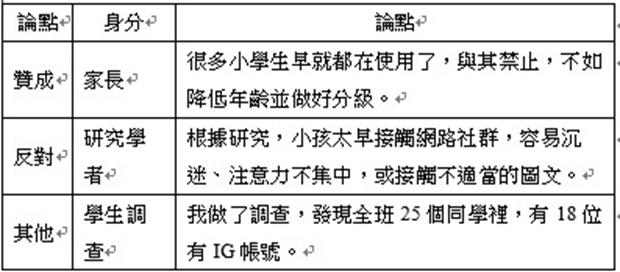 論點 身分 論點
贊成 家長 很多小學生早就都在使用了，與其禁止，不如
降低年齡並做好分級。
反對 研究學
者
根據研究，小孩太早接觸網路社群，容易沉
迷、注意力不集中，或接觸不適當的圖文。
其他 學生調
查
我做了調查，發現全班 25 個同學裡，有 18 位
有 IG 帳號。